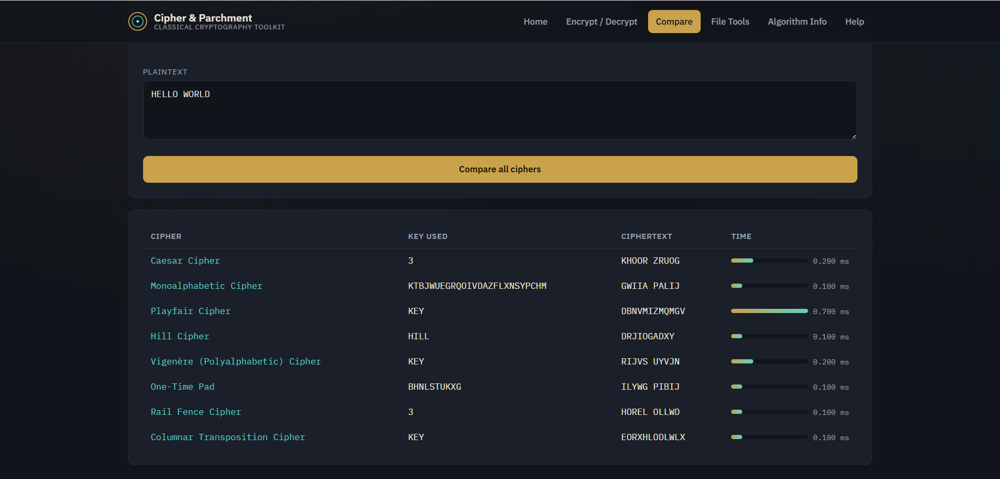 Cipher & Parchment
CLASSICAL CRYPTOGRAPHY TOOLKIT
Home Encrypt / Decrypt Compare File Tools Algorithm Info Help
PLAINTEXT
HELLO WORLD
Compare all ciphers
CIPHER KEY USED CIPHERTEXT TIME
Caesar Cipher 3 KHOOR ZRUOG 0.200 ms
Monoalphabetic Cipher KTBJWUEGRQOIVDAZFLXNSYPCHM GWIIA PALIJ 0.100 ms
Playfair Cipher KEY DBNVMIZMQMGV 0.700 ms
Hill Cipher HILL DRJIOGADXY 0.100 ms
Vigenère (Polyalphabetic) Cipher KEY RIJVS UYVJN 0.200 ms
One-Time Pad BHNLSTUKXG ILYWG PIBIJ 0.100 ms
Rail Fence Cipher 3 HOREL OLLWD 0.100 ms
Columnar Transposition Cipher KEY EORXHLODLWLX 0.100 ms